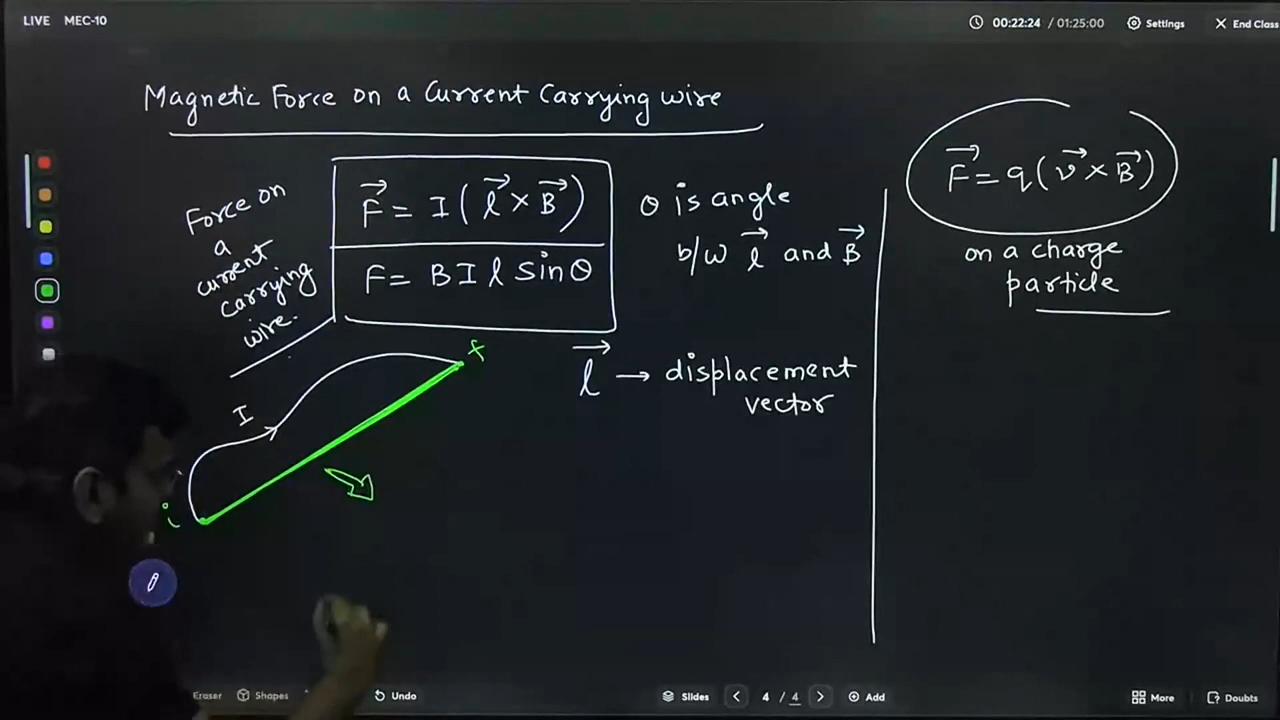 LIVE MEC-10
00:22:24 / 01:25:00 Settings End Class
Magnetic Force on a Current Carrying wire
Force on
a
current
carrying
wire.
F = I ( l × B )
F = B I l Sin θ
θ is angle
b/w l and B
l → displacement
vector
I
i
f
F = q ( v × B )
on a charge
particle
Eraser Shapes Undo Slides 4 / 4 Add More Doubts